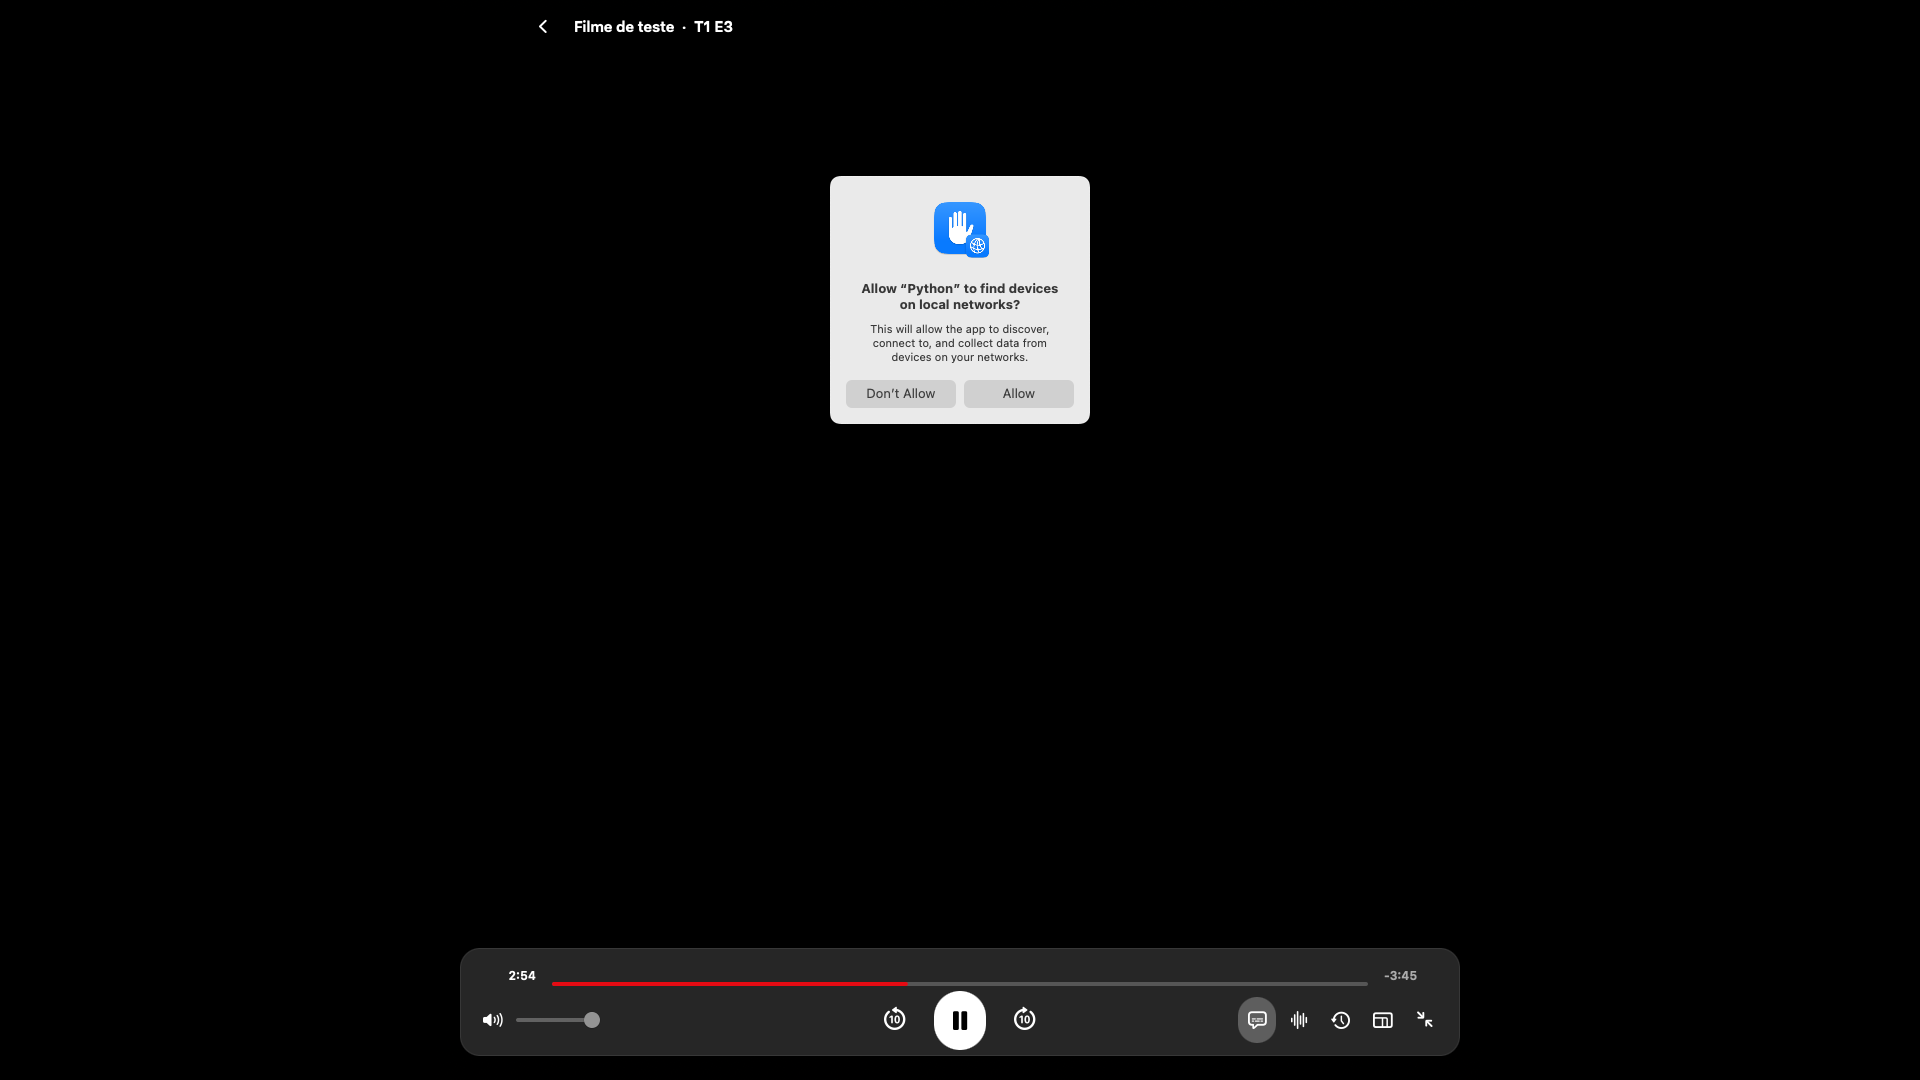 Filme de teste · T1 E3
Allow “Python” to find devices
on local networks?
This will allow the app to discover,
connect to, and collect data from
devices on your networks.
Don’t Allow
Allow
2:54
-3:45
10
10